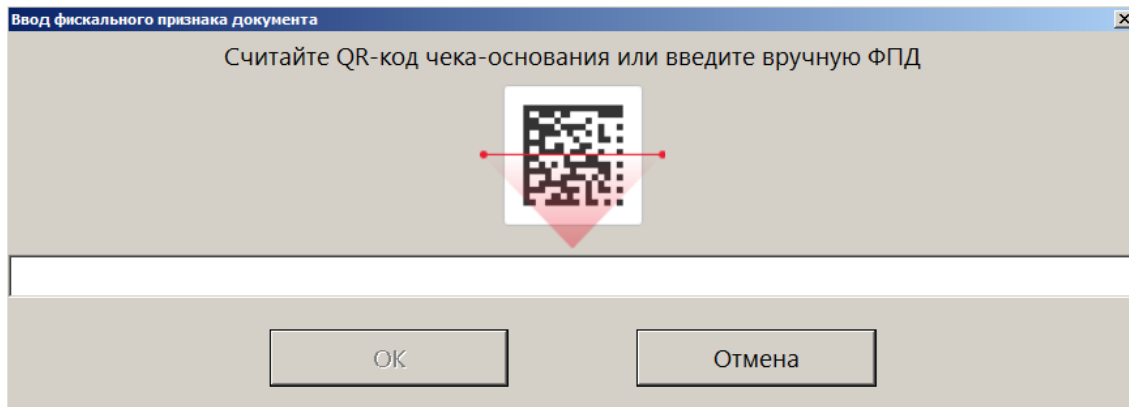 Ввод фискального признака документа
Считайте QR-код чека-основания или введите вручную ФПД
OK
Отмена